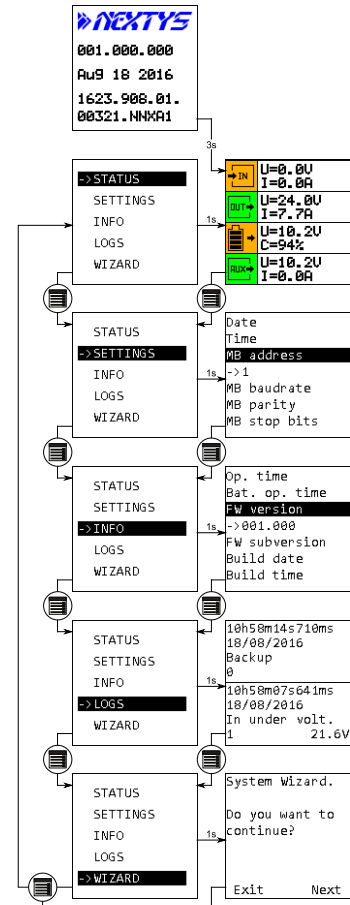 NEXTYS
001.000.000
Aug 18 2016
1623.908.01.
00321.NNXA1
3s
->STATUS
SETTINGS
INFO
LOGS
WIZARD
1s
IN
U=0.0V
I=0.0A
OUT
U=24.0V
I=7.7A
U=10.2V
C=94%
AUX
U=10.2V
I=0.0A
STATUS
->SETTINGS
INFO
LOGS
WIZARD
1s
Date
Time
MB address
->1
MB baudrate
MB parity
MB stop bits
STATUS
SETTINGS
->INFO
LOGS
WIZARD
1s
Op. time
Bat. op. time
FW version
->001.000
FW subversion
Build date
Build time
STATUS
SETTINGS
INFO
->LOGS
WIZARD
1s
10h58m14s710ms
18/08/2016
Backup
0
10h58m07s641ms
18/08/2016
In under volt.
1 21.6V
STATUS
SETTINGS
INFO
LOGS
->WIZARD
1s
System Wizard.
Do you want to
continue?
Exit Next